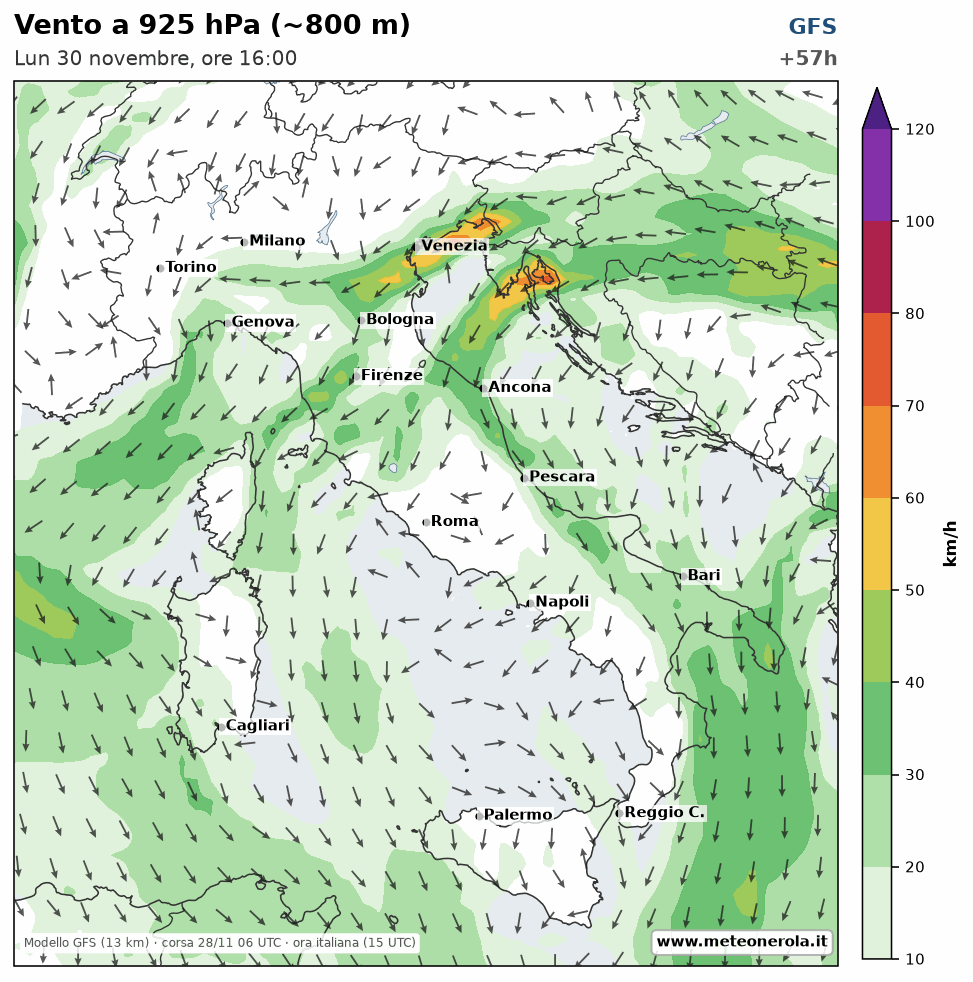 Vento a 925 hPa (~800 m)
GFS
Lun 30 novembre, ore 16:00
+57h
Milano
Venezia
Torino
Genova
Bologna
Firenze
Ancona
Pescara
Roma
Bari
Napoli
Cagliari
Palermo
Reggio C.
120
100
80
70
60
50
40
30
20
10
km/h
Modello GFS (13 km) · corsa 28/11 06 UTC · ora italiana (15 UTC)
www.meteonerola.it